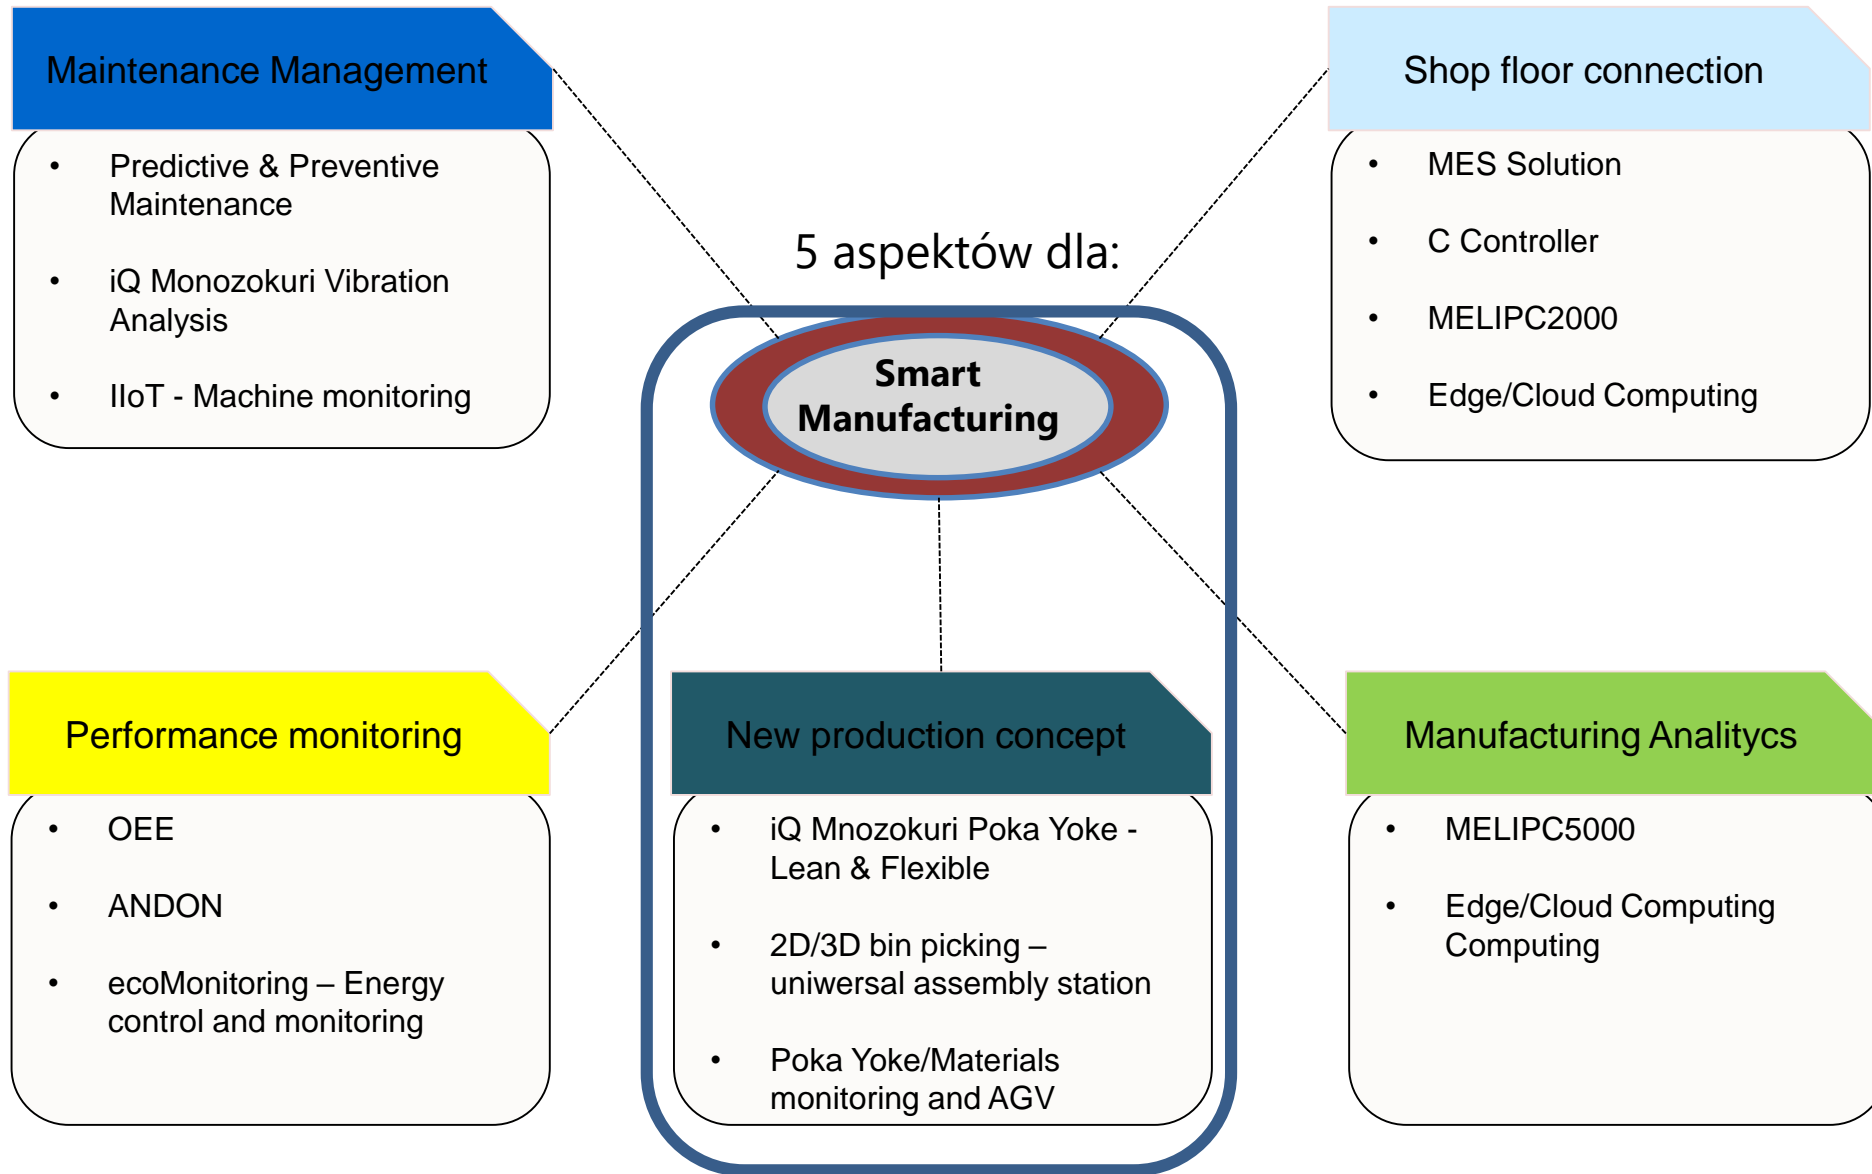 Maintenance Management
• Predictive & Preventive
Maintenance
• iQ Monozokuri Vibration
Analysis
• IIoT - Machine monitoring
5 aspektów dla:
Smart
Manufacturing
Shop floor connection
• MES Solution
• C Controller
• MELIPC2000
• Edge/Cloud Computing
Performance monitoring
• OEE
• ANDON
• ecoMonitoring – Energy
control and monitoring
New production concept
• iQ Mnozokuri Poka Yoke -
Lean & Flexible
• 2D/3D bin picking –
uniwersal assembly station
• Poka Yoke/Materials
monitoring and AGV
Manufacturing Analitycs
• MELIPC5000
• Edge/Cloud Computing
Computing